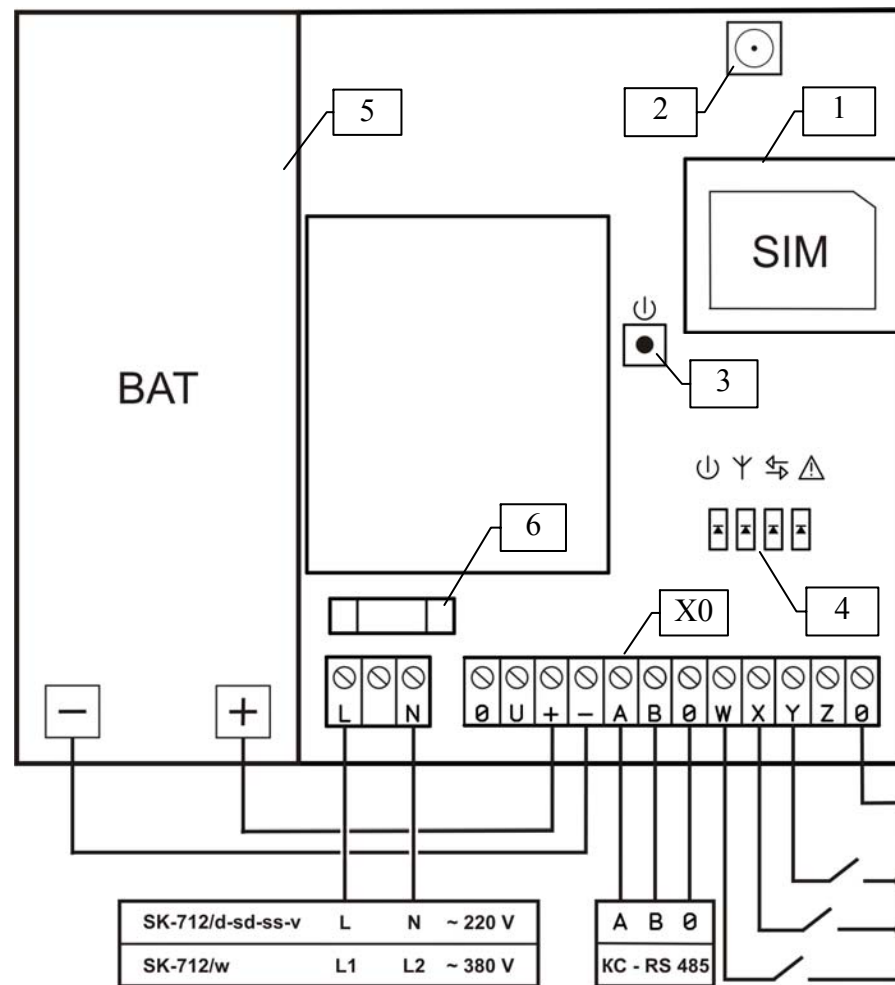 2
1
5
SIM
BAT
3
6
X0
4
− +
L N
0 U + − A B 0 W X Y Z 0
SK-712/d-sd-ss-v L N ~ 220 V
SK-712/w L1 L2 ~ 380 V
A B 0
КС - RS 485